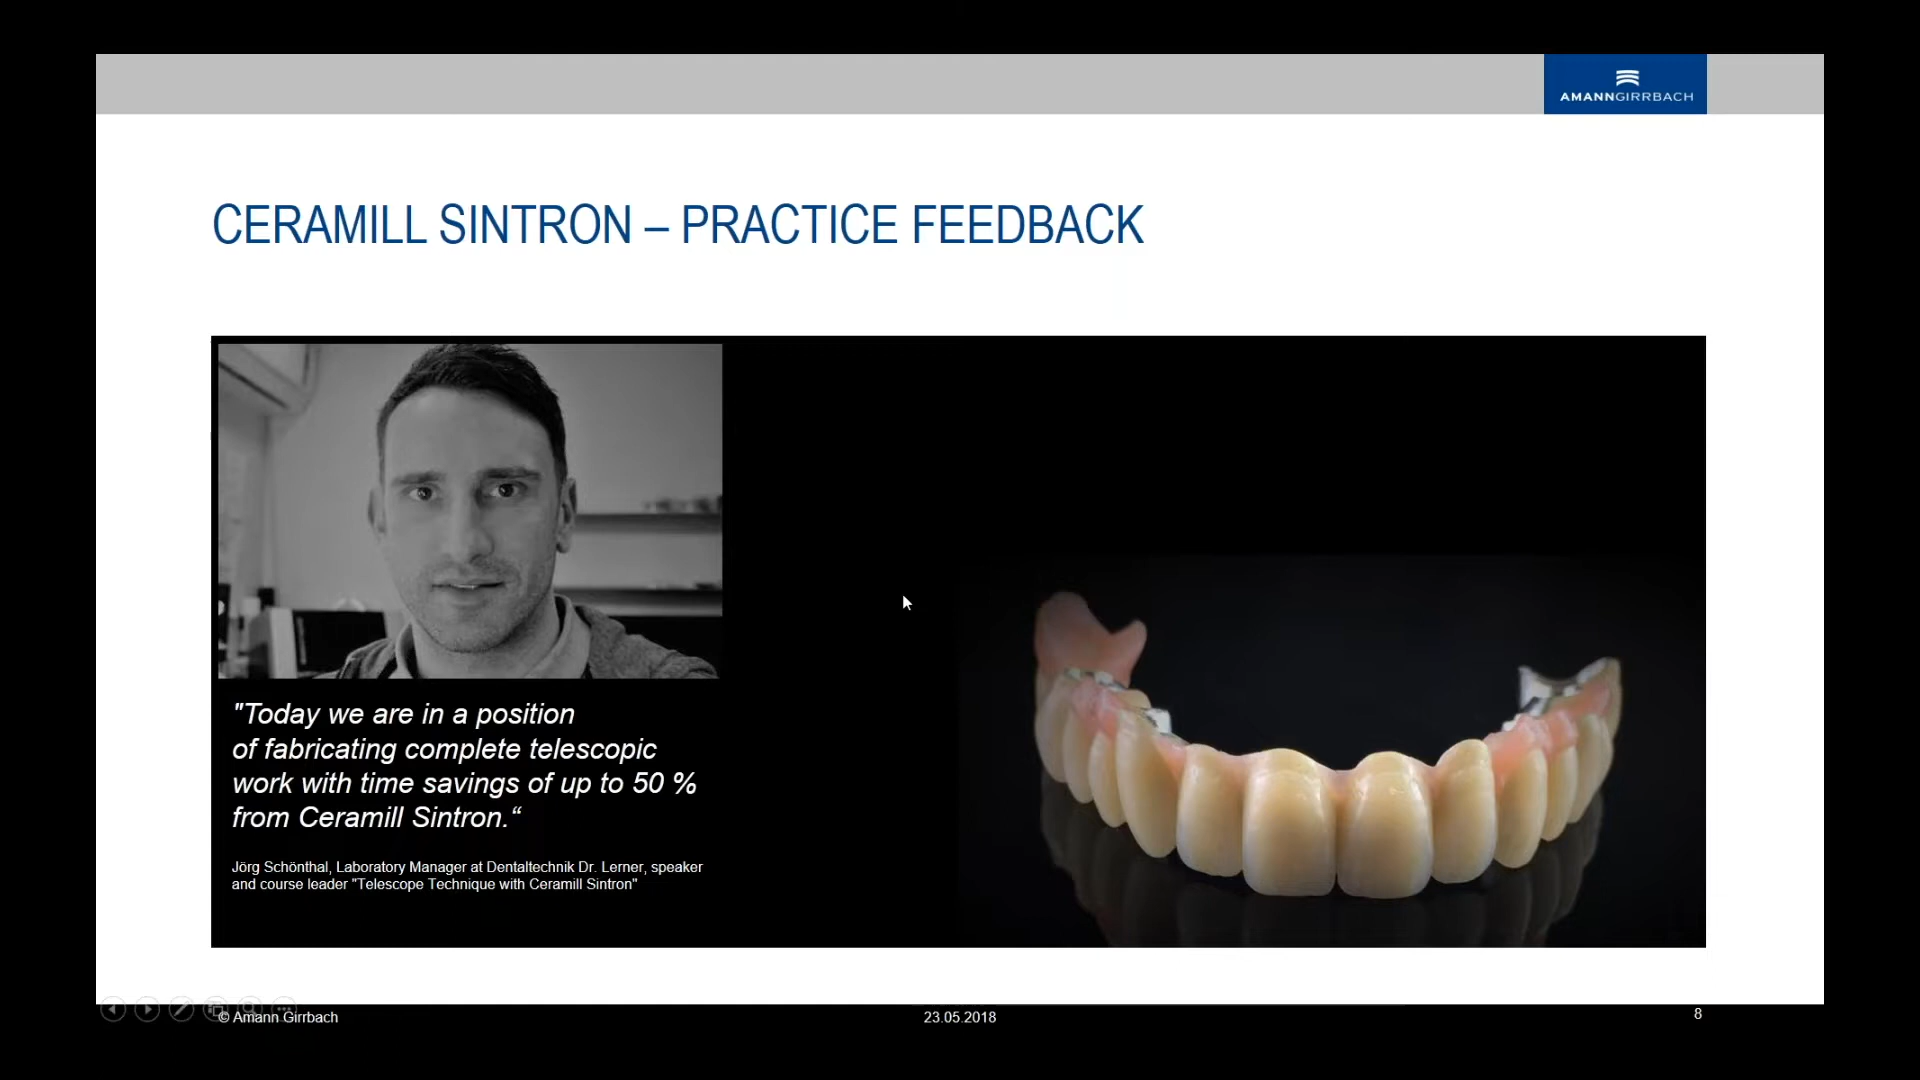 AMANNGIRRBACH
CERAMILL SINTRON – PRACTICE FEEDBACK
"Today we are in a position
of fabricating complete telescopic
work with time savings of up to 50 %
from Ceramill Sintron.“
Jörg Schönthal, Laboratory Manager at Dentaltechnik Dr. Lerner, speaker
and course leader "Telescope Technique with Ceramill Sintron"
© Amann Girrbach
23.05.2018
8